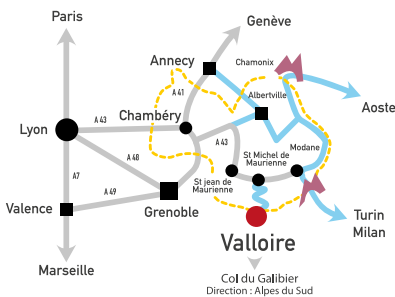 Paris
Genève
Annecy
Chamonix
A 41
Albertville
Aoste
A 43
Chambéry
Lyon
A 43
Modane
A 48
St Michel de
Maurienne
A7
A 49
St jean de
Maurienne
Valence
Grenoble
Turin
Milan
Valloire
Marseille
Col du Galibier
Direction : Alpes du Sud